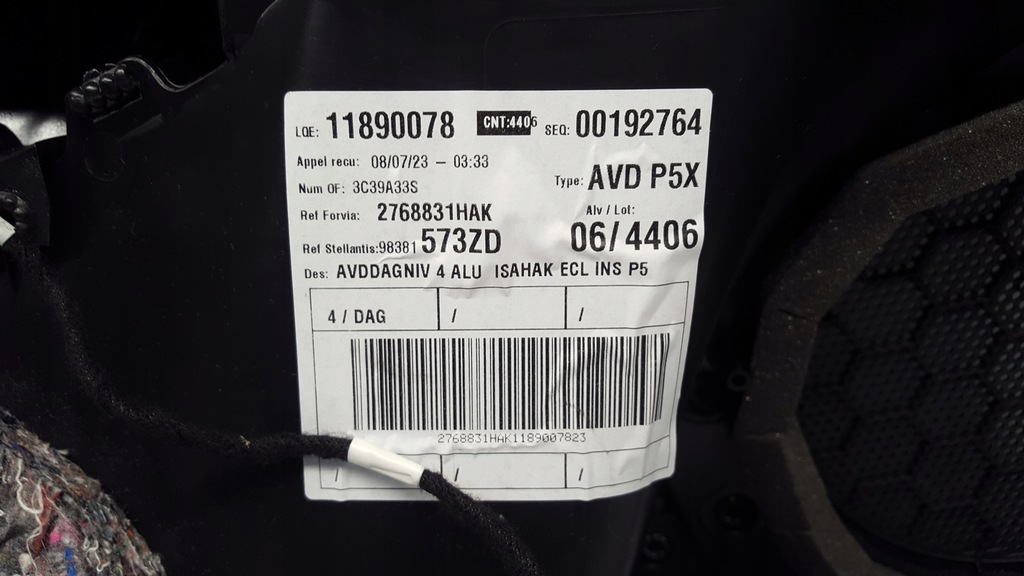 LQE: 11890078 CNT:4406 SEQ: 00192764
Appel recu: 08/07/23 – 03:33
Num OF: 3C39A33S Type: AVD P5X
Ref Forvia: 2768831HAK Alv / Lot:
Ref Stellantis:98381 573ZD 06/4406
Des: AVDDAGNIV 4 ALU ISAHAK ECL INS P5
4 / DAG / /
2768831HAK1189007823
/ / /